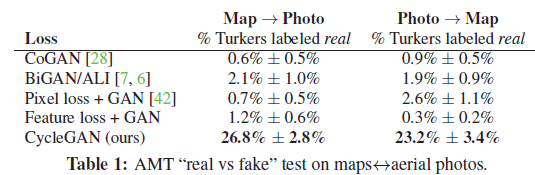 Map → Photo Photo → Map
Loss % Turkers labeled real % Turkers labeled real
CoGAN [28] 0.6% ± 0.5% 0.9% ± 0.5%
BiGAN/ALI [7, 6] 2.1% ± 1.0% 1.9% ± 0.9%
Pixel loss + GAN [42] 0.7% ± 0.5% 2.6% ± 1.1%
Feature loss + GAN 1.2% ± 0.6% 0.3% ± 0.2%
CycleGAN (ours) 26.8% ± 2.8% 23.2% ± 3.4%
Table 1: AMT “real vs fake” test on maps↔aerial photos.